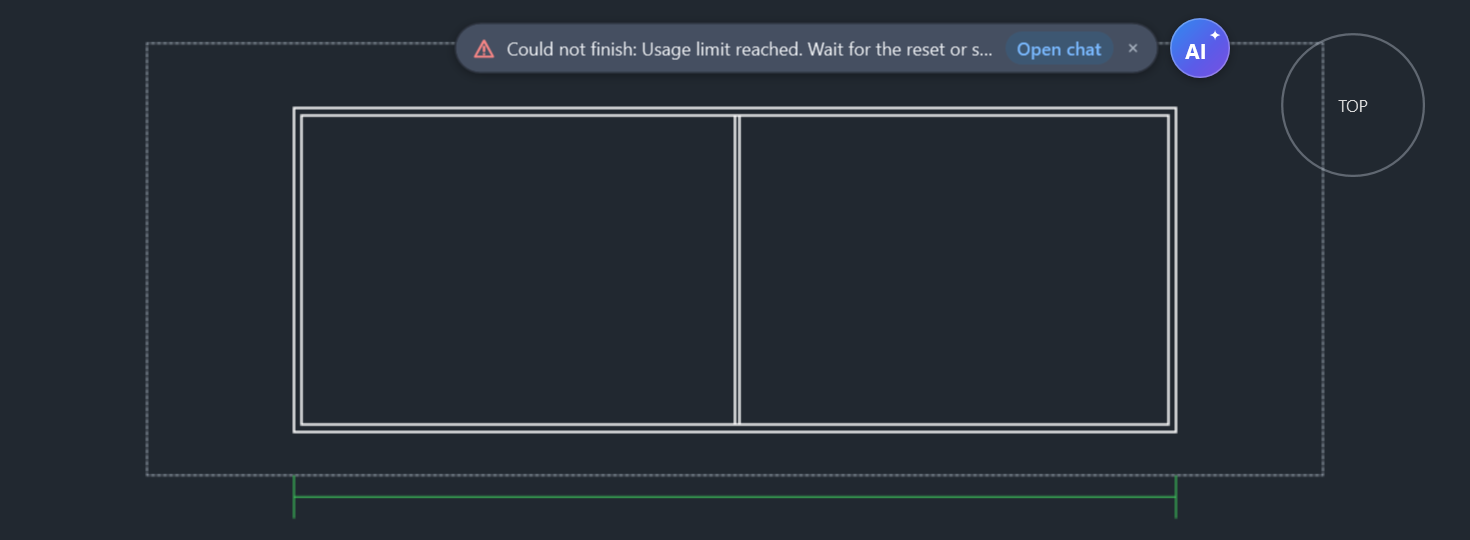 Could not finish: Usage limit reached. Wait for the reset or s... Open chat ×
AI
TOP